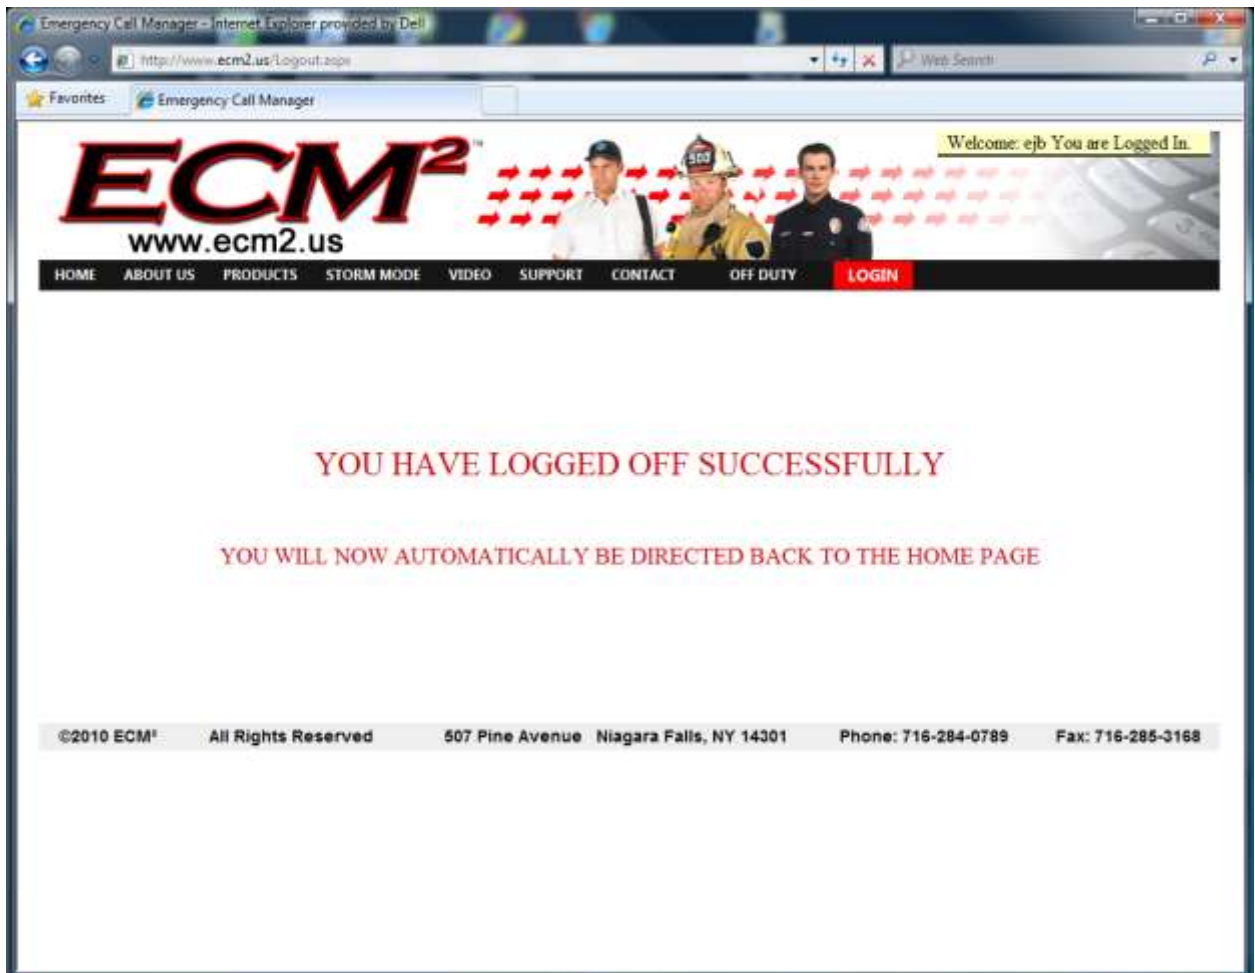 Emergency Call Manager - Internet Explorer provided by Dell
http://www.ecm2.us/Logout.aspx
Web Search
Favorites
Emergency Call Manager
Welcome: ejb You are Logged In.
ECM²™
503
www.ecm2.us
HOME ABOUT US PRODUCTS STORM MODE VIDEO SUPPORT CONTACT OFF DUTY LOGIN
YOU HAVE LOGGED OFF SUCCESSFULLY
YOU WILL NOW AUTOMATICALLY BE DIRECTED BACK TO THE HOME PAGE
©2010 ECM² All Rights Reserved 507 Pine Avenue Niagara Falls, NY 14301 Phone: 716-284-0789 Fax: 716-285-3168